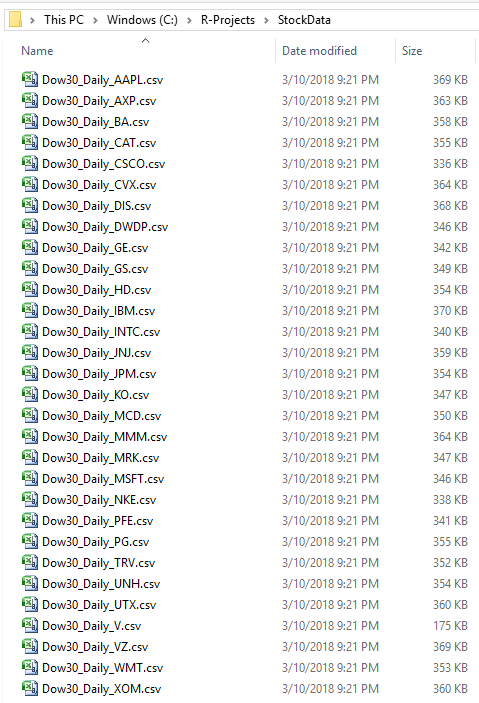 This PC > Windows (C:) > R-Projects > StockData
Name Date modified Size
Dow30_Daily_AAPL.csv 3/10/2018 9:21 PM 369 KB
Dow30_Daily_AXP.csv 3/10/2018 9:21 PM 363 KB
Dow30_Daily_BA.csv 3/10/2018 9:21 PM 358 KB
Dow30_Daily_CAT.csv 3/10/2018 9:21 PM 355 KB
Dow30_Daily_CSCO.csv 3/10/2018 9:21 PM 336 KB
Dow30_Daily_CVX.csv 3/10/2018 9:21 PM 364 KB
Dow30_Daily_DIS.csv 3/10/2018 9:21 PM 368 KB
Dow30_Daily_DWDP.csv 3/10/2018 9:21 PM 346 KB
Dow30_Daily_GE.csv 3/10/2018 9:21 PM 342 KB
Dow30_Daily_GS.csv 3/10/2018 9:21 PM 349 KB
Dow30_Daily_HD.csv 3/10/2018 9:21 PM 354 KB
Dow30_Daily_IBM.csv 3/10/2018 9:21 PM 370 KB
Dow30_Daily_INTC.csv 3/10/2018 9:21 PM 340 KB
Dow30_Daily_JNJ.csv 3/10/2018 9:21 PM 359 KB
Dow30_Daily_JPM.csv 3/10/2018 9:21 PM 354 KB
Dow30_Daily_KO.csv 3/10/2018 9:21 PM 347 KB
Dow30_Daily_MCD.csv 3/10/2018 9:21 PM 350 KB
Dow30_Daily_MMM.csv 3/10/2018 9:21 PM 364 KB
Dow30_Daily_MRK.csv 3/10/2018 9:21 PM 347 KB
Dow30_Daily_MSFT.csv 3/10/2018 9:21 PM 346 KB
Dow30_Daily_NKE.csv 3/10/2018 9:21 PM 338 KB
Dow30_Daily_PFE.csv 3/10/2018 9:21 PM 341 KB
Dow30_Daily_PG.csv 3/10/2018 9:21 PM 355 KB
Dow30_Daily_TRV.csv 3/10/2018 9:21 PM 352 KB
Dow30_Daily_UNH.csv 3/10/2018 9:21 PM 354 KB
Dow30_Daily_UTX.csv 3/10/2018 9:21 PM 360 KB
Dow30_Daily_V.csv 3/10/2018 9:21 PM 175 KB
Dow30_Daily_VZ.csv 3/10/2018 9:21 PM 369 KB
Dow30_Daily_WMT.csv 3/10/2018 9:21 PM 353 KB
Dow30_Daily_XOM.csv 3/10/2018 9:21 PM 360 KB